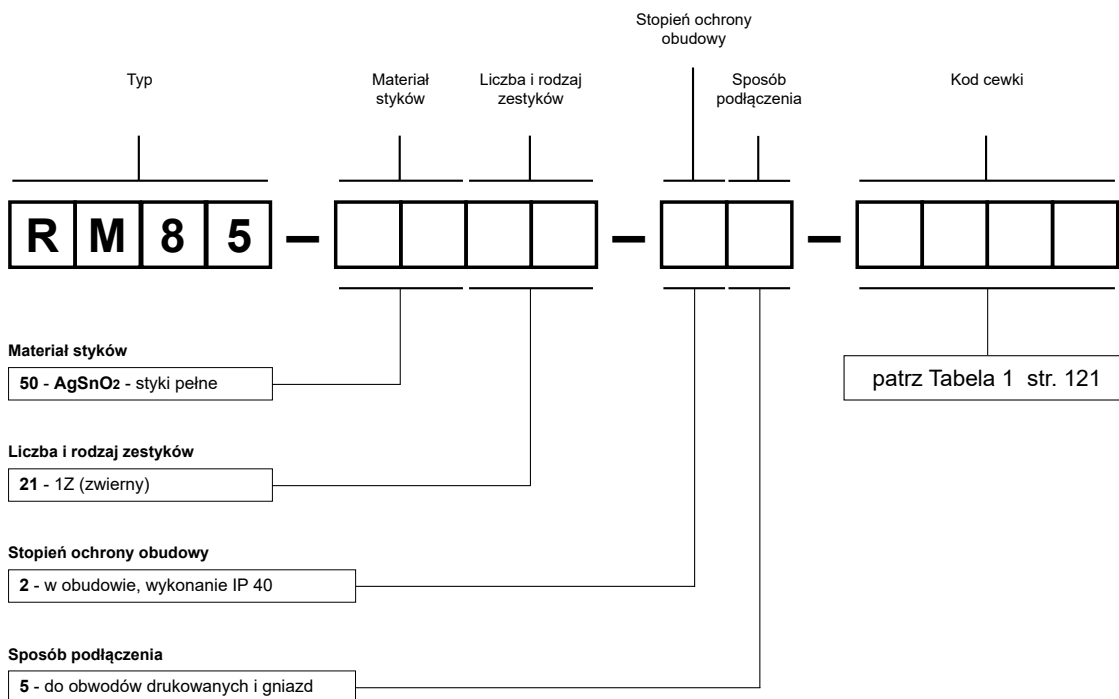 Stopień ochrony
obudowy
Typ
Materiał
styków
Liczba i rodzaj
zestyków
Sposób
podłączenia
Kod cewki
R M 8 5 – – –
Materiał styków
50 - AgSnO2 - styki pełne
patrz Tabela 1 str. 121
Liczba i rodzaj zestyków
21 - 1Z (zwierny)
Stopień ochrony obudowy
2 - w obudowie, wykonanie IP 40
Sposób podłączenia
5 - do obwodów drukowanych i gniazd